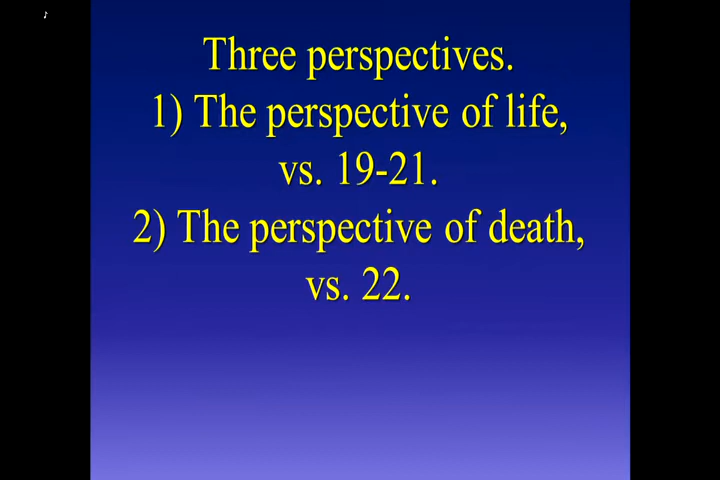 ♪
Three perspectives.
1) The perspective of life,
vs. 19-21.
2) The perspective of death,
vs. 22.